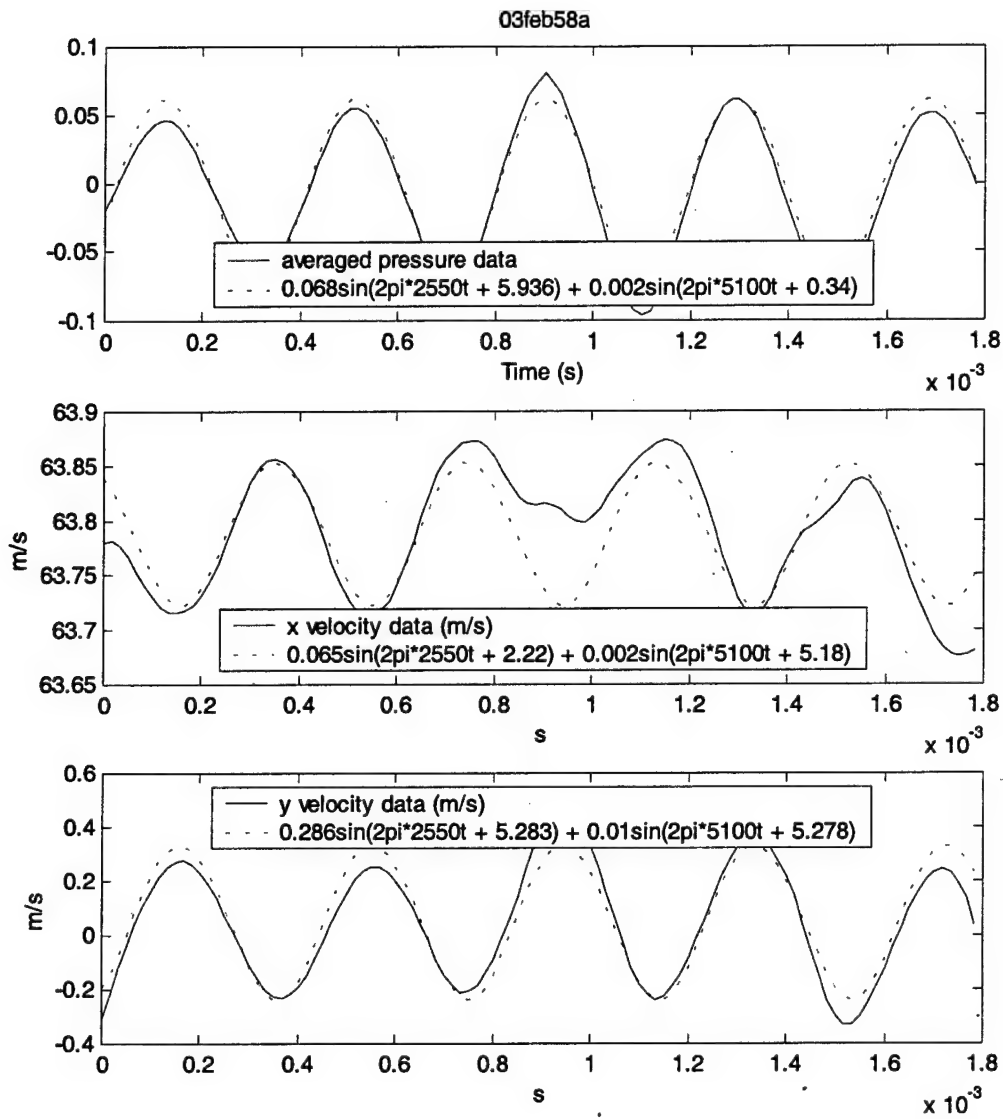 03feb58a
0.1
0.05
0
-0.05
-0.1
averaged pressure data
0.068sin(2pi*2550t + 5.936) + 0.002sin(2pi*5100t + 0.34)
0 0.2 0.4 0.6 0.8 1 1.2 1.4 1.6 1.8
Time (s)
x 10-3
63.9
63.85
63.8
63.75
63.7
63.65
m/s
x velocity data (m/s)
0.065sin(2pi*2550t + 2.22) + 0.002sin(2pi*5100t + 5.18)
0 0.2 0.4 0.6 0.8 1 1.2 1.4 1.6 1.8
s
x 10-3
0.6
0.4
0.2
0
-0.2
-0.4
m/s
y velocity data (m/s)
0.286sin(2pi*2550t + 5.283) + 0.01sin(2pi*5100t + 5.278)
0 0.2 0.4 0.6 0.8 1 1.2 1.4 1.6 1.8
s
x 10-3